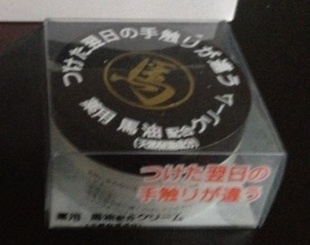 つけた翌日の手触りが違う
馬
薬用 馬油配合クリーム
つけた翌日の
手触りが違う
薬用 馬油配合クリーム